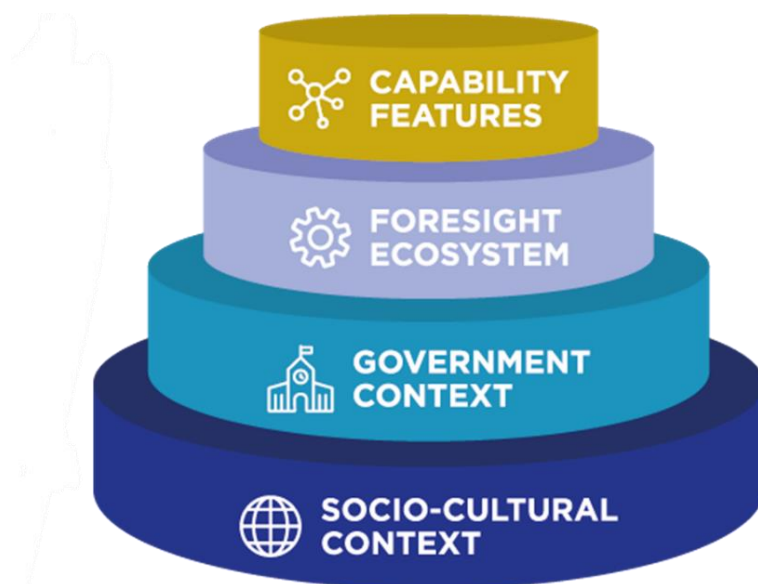 CAPABILITY
FEATURES
FORESIGHT
ECOSYSTEM
GOVERNMENT
CONTEXT
SOCIO-CULTURAL
CONTEXT